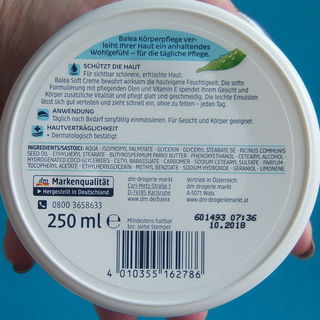 Balea Körperpflege ver-
leiht Ihrer Haut ein anhaltendes
Wohlgefühl – für die tägliche Pflege.
SCHÜTZT DIE HAUT
Für sichtbar schönere, erfrischte Haut:
Balea Soft Creme bewahrt wirksam die hauteigene Feuchtigkeit. Die softe
Formulierung mit pflegenden Ölen und Vitamin E spendet Ihrem Gesicht und
Körper zusätzliche Vitalität und pflegt intensiv und geschmeidig. Die leichte Emulsion
lässt sich gut verteilen und zieht schnell ein, ohne zu fetten – jeden Tag.
ANWENDUNG
Täglich nach Bedarf sorgfältig einmassieren. Für Gesicht und Körper geeignet.
HAUTVERTRÄGLICHKEIT
• Dermatologisch bestätigt
INGREDIENTS/SASTOJCI: AQUA · ISOPROPYL PALMITATE · GLYCERIN · GLYCERYL STEARATE SE · RICINUS COMMUNIS
SEED OIL · ETHYLHEXYL STEARATE · BUTYROSPERMUM PARKII BUTTER · PHENOXYETHANOL · CETEARYL ALCOHOL ·
HYDROGENATED COCO-GLYCERIDES · CETYL BABASSUATE · CARBOMER · SODIUM CETEARYL SULFATE · PARFUM ·
TOCOPHERYL ACETATE · ETHYLHEXYLGLYCERIN · METHYL BENZOATE · SODIUM HYDROXIDE · GERANIOL · LIMONENE.
dm Markenqualität
Hergestellt in Deutschland
0800 3658633
250 ml
dm-drogerie markt
Carl-Metz-Straße 1
D-76185 Karlsruhe
www.dm.de/balea
Vertrieb in Österreich:
dm drogerie markt
A-5071 Wals
www.dm-drogeriemarkt.at
Mindestens haltbar
bis: siehe Stempel
601493 07:36
10.2018
4 010355 162786